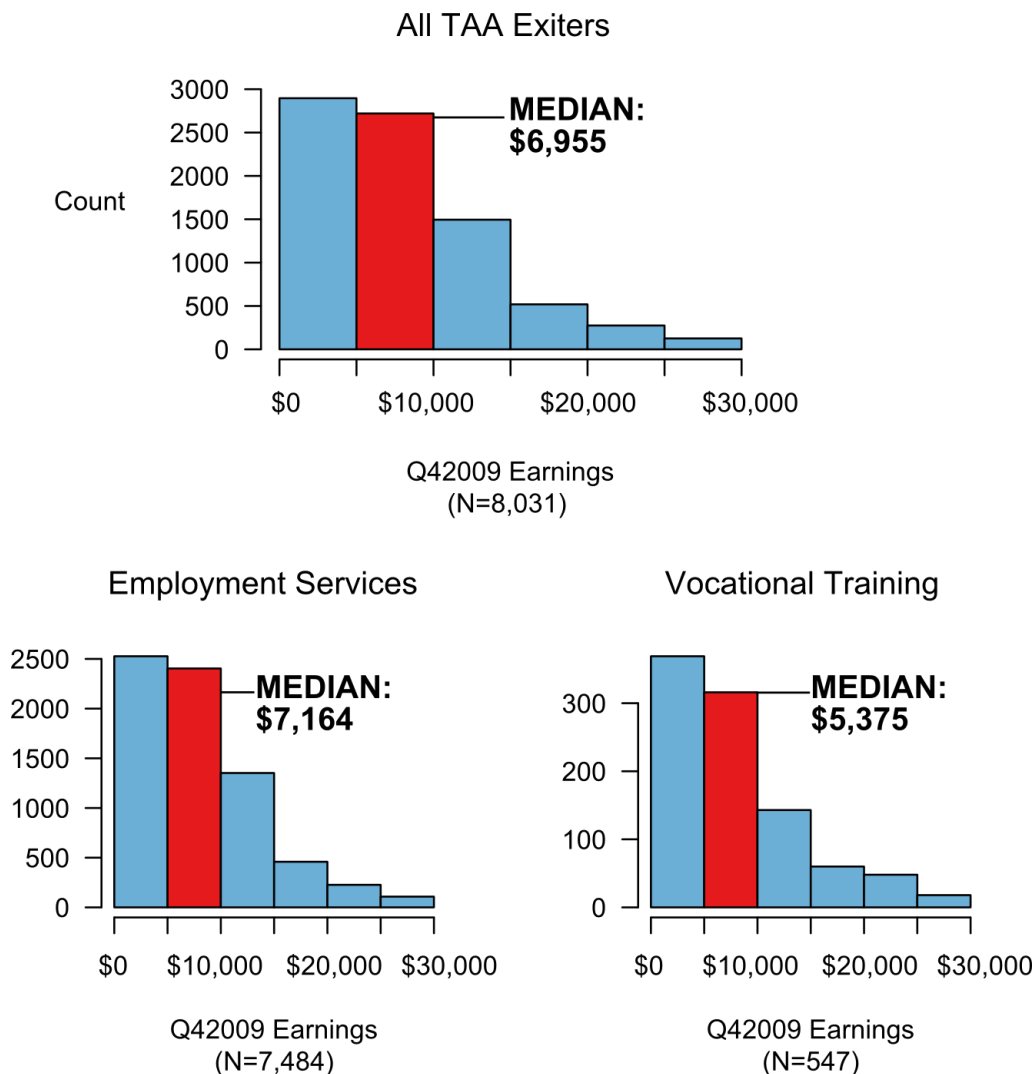 All TAA Exiters
3000
2500
2000
1500
1000
500
0
Count
MEDIAN:
$6,955
$0 $10,000 $20,000 $30,000
Q42009 Earnings
(N=8,031)
Employment Services
2500
2000
1500
1000
500
0
MEDIAN:
$7,164
$0 $10,000 $20,000 $30,000
Q42009 Earnings
(N=7,484)
Vocational Training
300
200
100
0
MEDIAN:
$5,375
$0 $10,000 $20,000 $30,000
Q42009 Earnings
(N=547)